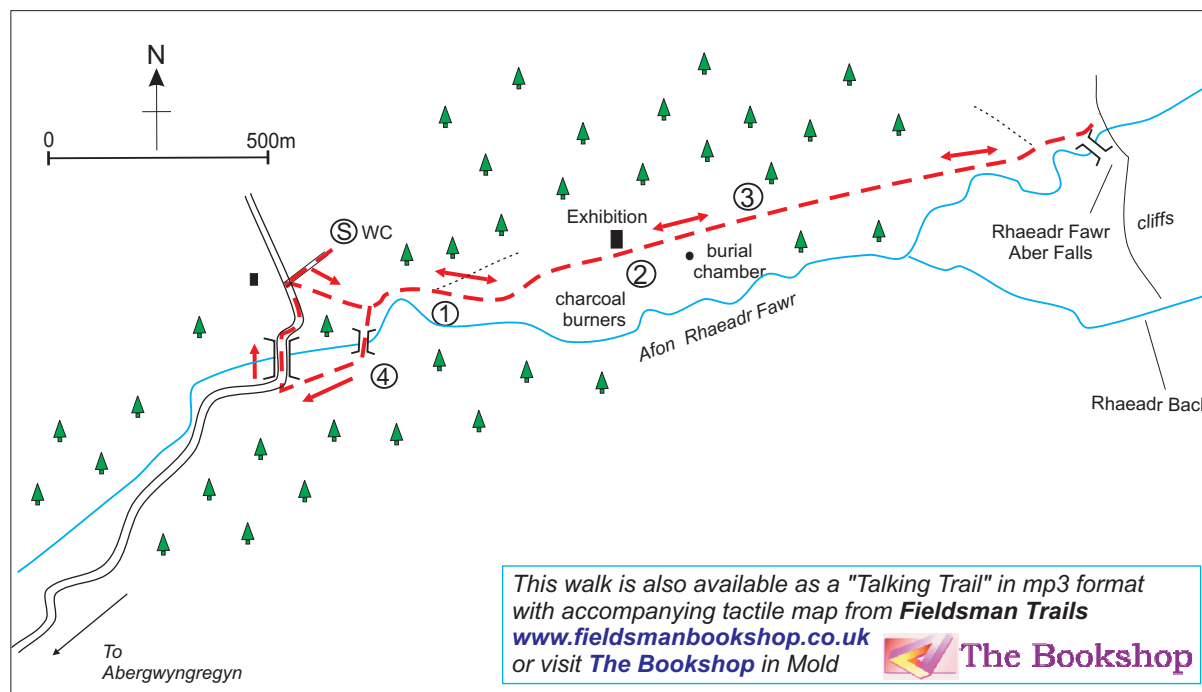 N
0 500m
S WC
Exhibition
3
burial
chamber
2
charcoal
burners
1
Afon Rhaeadr Fawr
4
Rhaeadr Fawr
Aber Falls
cliffs
Rhaeadr Bach
To
Abergwyngregyn
This walk is also available as a "Talking Trail" in mp3 format
with accompanying tactile map from Fieldsman Trails
www.fieldsmanbookshop.co.uk
or visit The Bookshop in Mold
The Bookshop